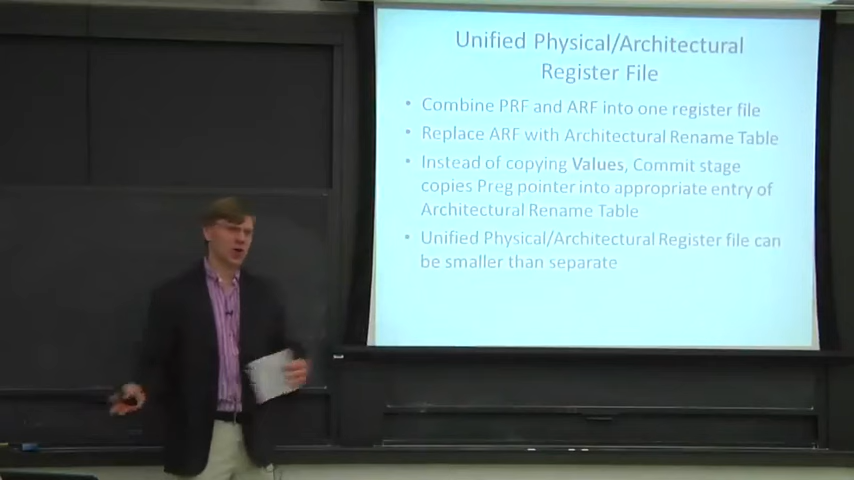 Unified Physical/Architectural
Register File
• Combine PRF and ARF into one register file
• Replace ARF with Architectural Rename Table
• Instead of copying Values, Commit stage
copies Preg pointer into appropriate entry of
Architectural Rename Table
• Unified Physical/Architectural Register file can
be smaller than separate